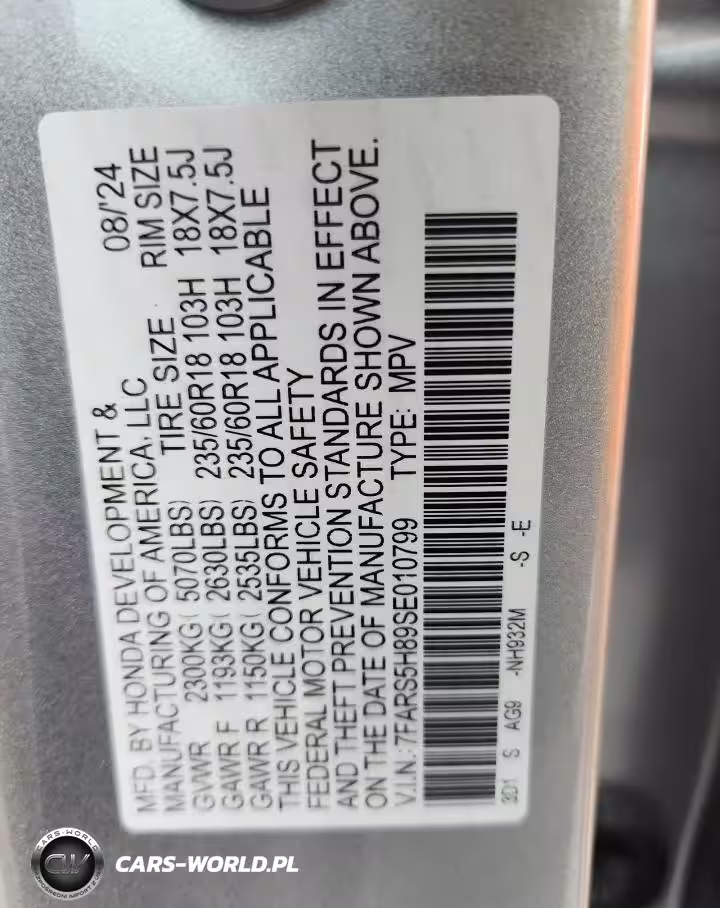 MFD. BY HONDA DEVELOPMENT & 08/'24
MANUFACTURING OF AMERICA, LLC TIRE SIZE RIM SIZE
GVWR 2300KG( 5070LBS) 235/60R18 103H 18X7.5J
GAWR F 1193KG( 2630LBS) 235/60R18 103H 18X7.5J
GAWR R 1150KG( 2535LBS)
THIS VEHICLE CONFORMS TO ALL APPLICABLE
FEDERAL MOTOR VEHICLE SAFETY
AND THEFT PREVENTION STANDARDS IN EFFECT
ON THE DATE OF MANUFACTURE SHOWN ABOVE.
V.I.N.: 7FARS5H89SE010799 TYPE: MPV
3D1 S AG9 -NH932M -S -E
CARS-WORLD
CW
CARS-WORLD.PL